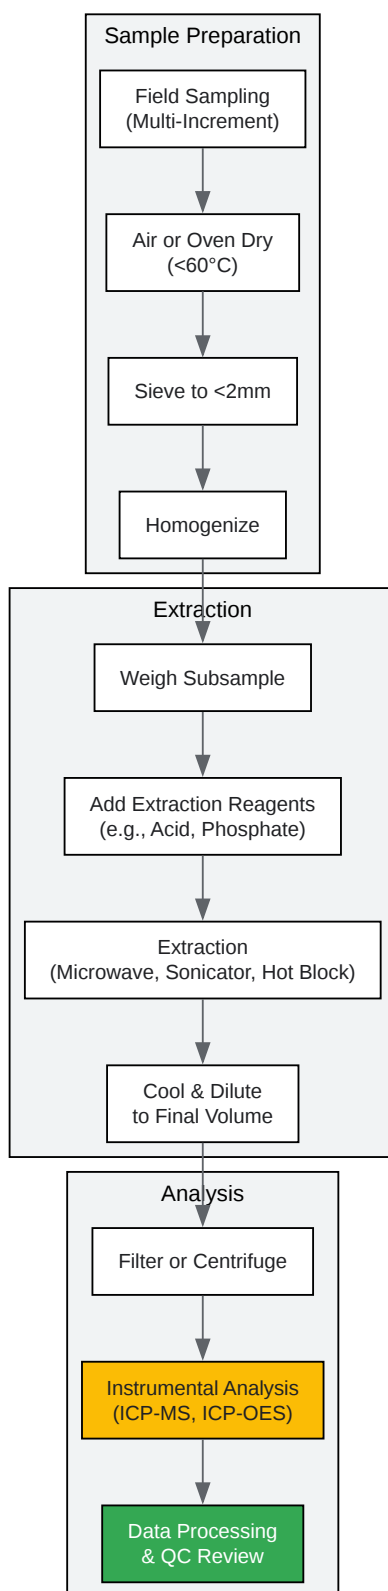 Sample Preparation
Field Sampling
(Multi-Increment)
Air or Oven Dry
(<60°C)
Sieve to <2mm
Homogenize
Extraction
Weigh Subsample
Add Extraction Reagents
(e.g., Acid, Phosphate)
Extraction
(Microwave, Sonicator, Hot Block)
Cool & Dilute
to Final Volume
Analysis
Filter or Centrifuge
Instrumental Analysis
(ICP-MS, ICP-OES)
Data Processing
& QC Review